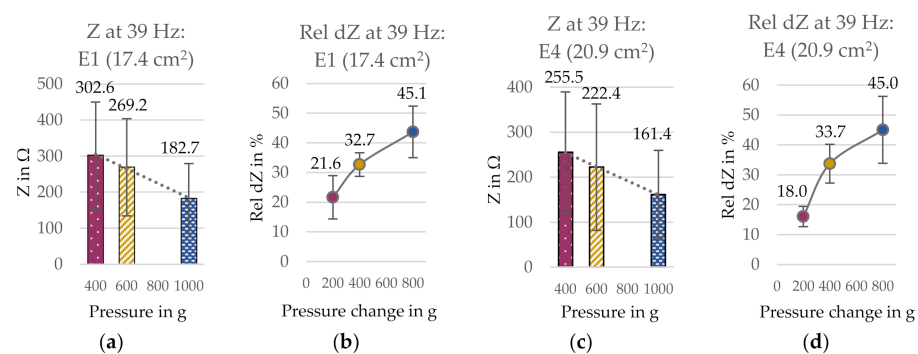 Z at 39 Hz:
E1 (17.4 cm²)
500
400
300
200
100
0
Z in Ω
302.6
269.2
182.7
400 600 800 1000
Pressure in g
(a)
Rel dZ at 39 Hz:
E1 (17.4 cm²)
60
50
40
30
20
10
0
Rel dZ in %
21.6
32.7
45.1
0 200 400 600 800
Pressure change in g
(b)
Z at 39 Hz:
E4 (20.9 cm²)
400
300
200
100
0
Z in Ω
255.5
222.4
161.4
400 600 800 1000
Pressure in g
(c)
Rel dZ at 39 Hz:
E4 (20.9 cm²)
60
50
40
30
20
10
0
Rel dZ in %
18.0
33.7
45.0
0 200 400 600 800
Pressure change in g
(d)